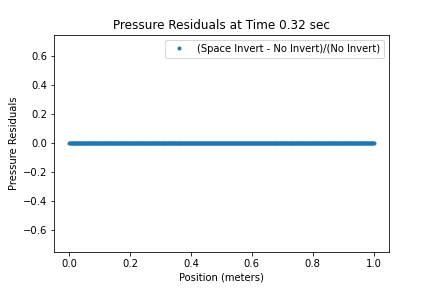 Pressure Residuals at Time 0.32 sec
(Space Invert - No Invert)/(No Invert)
Pressure Residuals
0.6
0.4
0.2
0.0
−0.2
−0.4
−0.6
0.0 0.2 0.4 0.6 0.8 1.0
Position (meters)